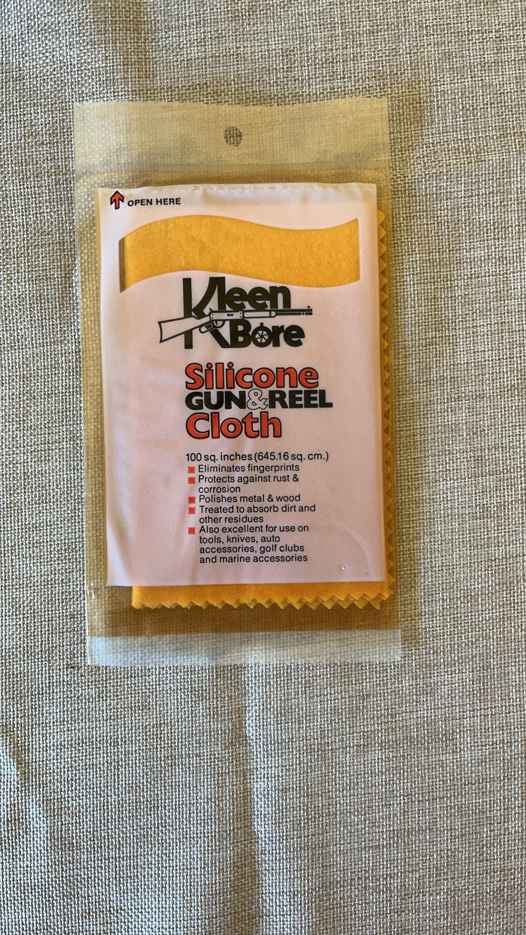 OPEN HERE
Kleen
Bore
Silicone
GUN&REEL
Cloth
100 sq. inches (645.16 sq. cm.)
Eliminates fingerprints
Protects against rust &
corrosion
Polishes metal & wood
Treated to absorb dirt and
other residues
Also excellent for use on
tools, knives, auto
accessories, golf clubs
and marine accessories